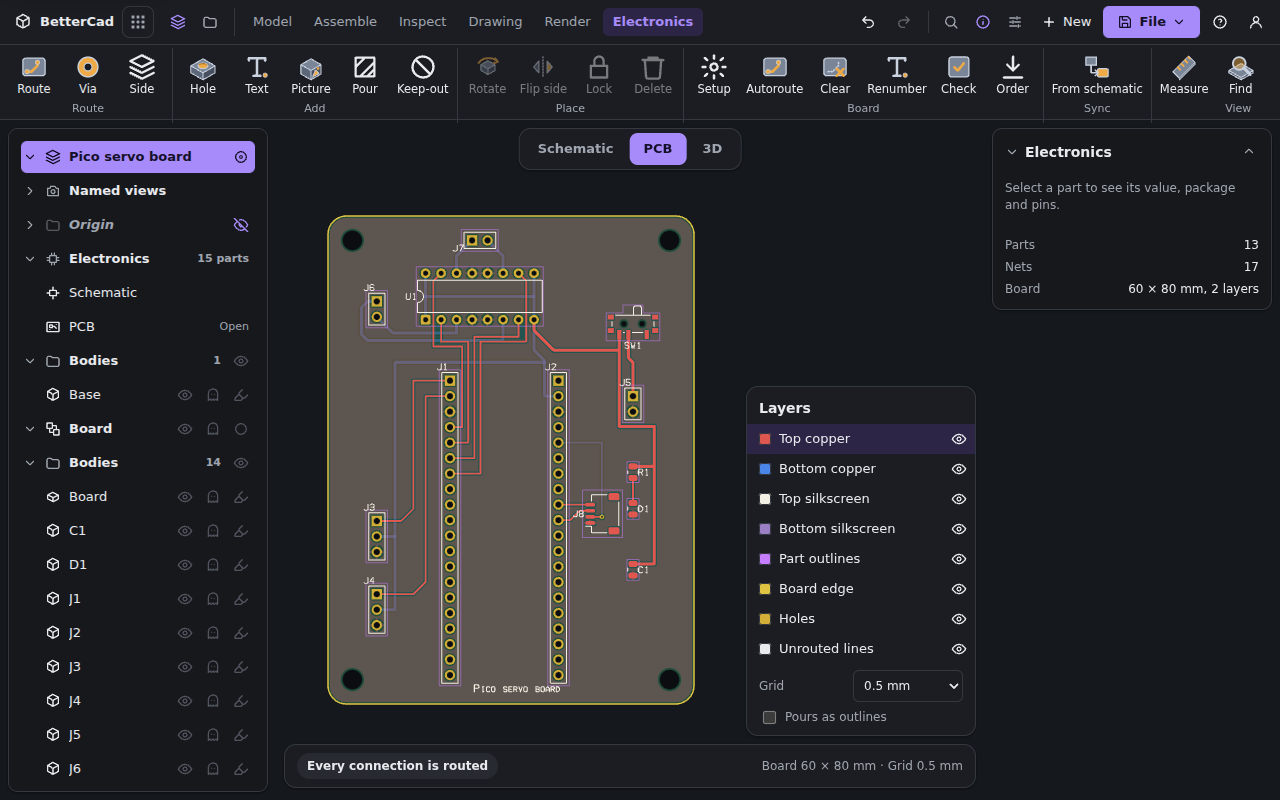 BetterCad
Model Assemble Inspect Drawing Render Electronics
New File
Route Via Side Hole Text Picture Pour Keep-out Rotate Flip side Lock Delete Setup Autoroute Clear Renumber Check Order From schematic Measure Find
Route Add Place Board Sync View
Pico servo board
Named views
Origin
Electronics 15 parts
Schematic
PCB Open
Bodies 1
Base
Board
Bodies 14
Board
C1
D1
J1
J2
J3
J4
J5
J6
Schematic PCB 3D
J7
J6
U1
SW1
J1 J2
J5
R1
J3
J8 D1
C1
J4
Pico servo board
Electronics
Select a part to see its value, package
and pins.
Parts 13
Nets 17
Board 60 × 80 mm, 2 layers
Layers
Top copper
Bottom copper
Top silkscreen
Bottom silkscreen
Part outlines
Board edge
Holes
Unrouted lines
Grid 0.5 mm
Pours as outlines
Every connection is routed Board 60 × 80 mm · Grid 0.5 mm